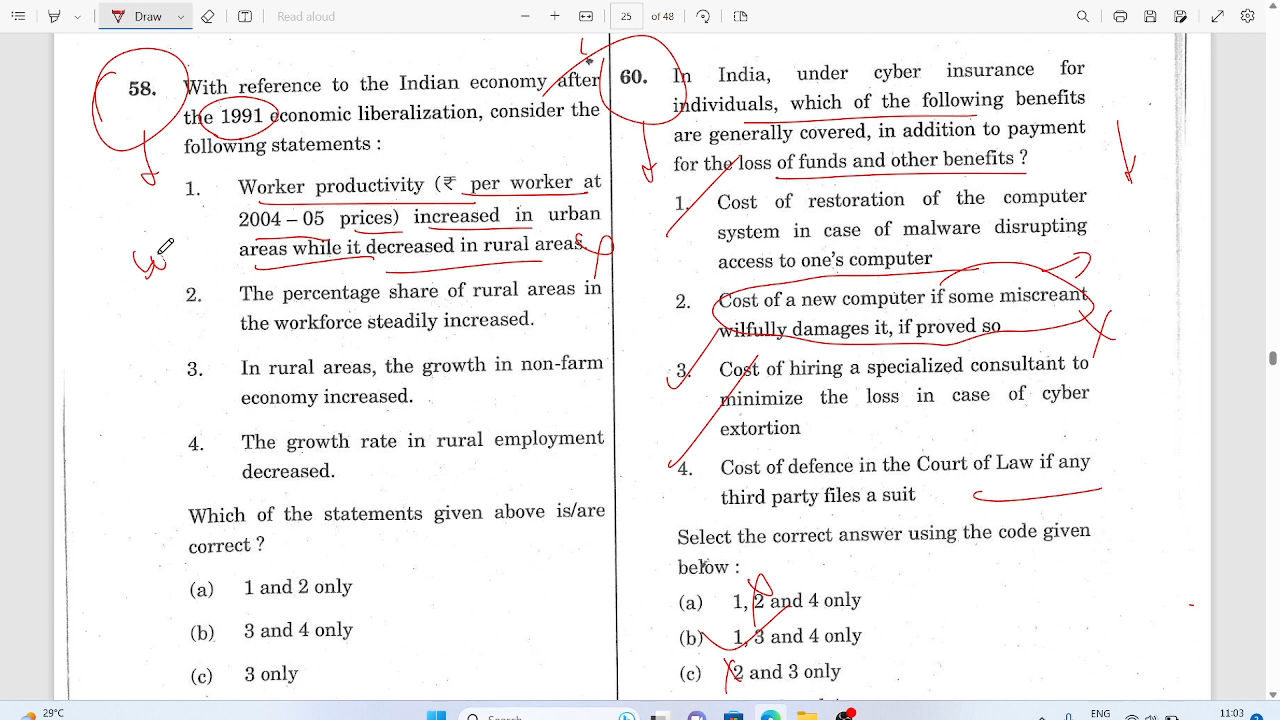 Draw
Read aloud
25
of 48
58. With reference to the Indian economy after
the 1991 economic liberalization, consider the
following statements :
1. Worker productivity (₹ per worker at
2004 – 05 prices) increased in urban
areas while it decreased in rural areas.
2. The percentage share of rural areas in
the workforce steadily increased.
3. In rural areas, the growth in non-farm
economy increased.
4. The growth rate in rural employment
decreased.
Which of the statements given above is/are
correct ?
(a) 1 and 2 only
(b) 3 and 4 only
(c) 3 only
60. In India, under cyber insurance for
individuals, which of the following benefits
are generally covered, in addition to payment
for the loss of funds and other benefits ?
1. Cost of restoration of the computer
system in case of malware disrupting
access to one's computer
2. Cost of a new computer if some miscreant
wilfully damages it, if proved so
3. Cost of hiring a specialized consultant to
minimize the loss in case of cyber
extortion
4. Cost of defence in the Court of Law if any
third party files a suit
Select the correct answer using the code given
below :
(a) 1, 2 and 4 only
(b) 1, 3 and 4 only
(c) 2 and 3 only
29°C
Search
ENG
11:03